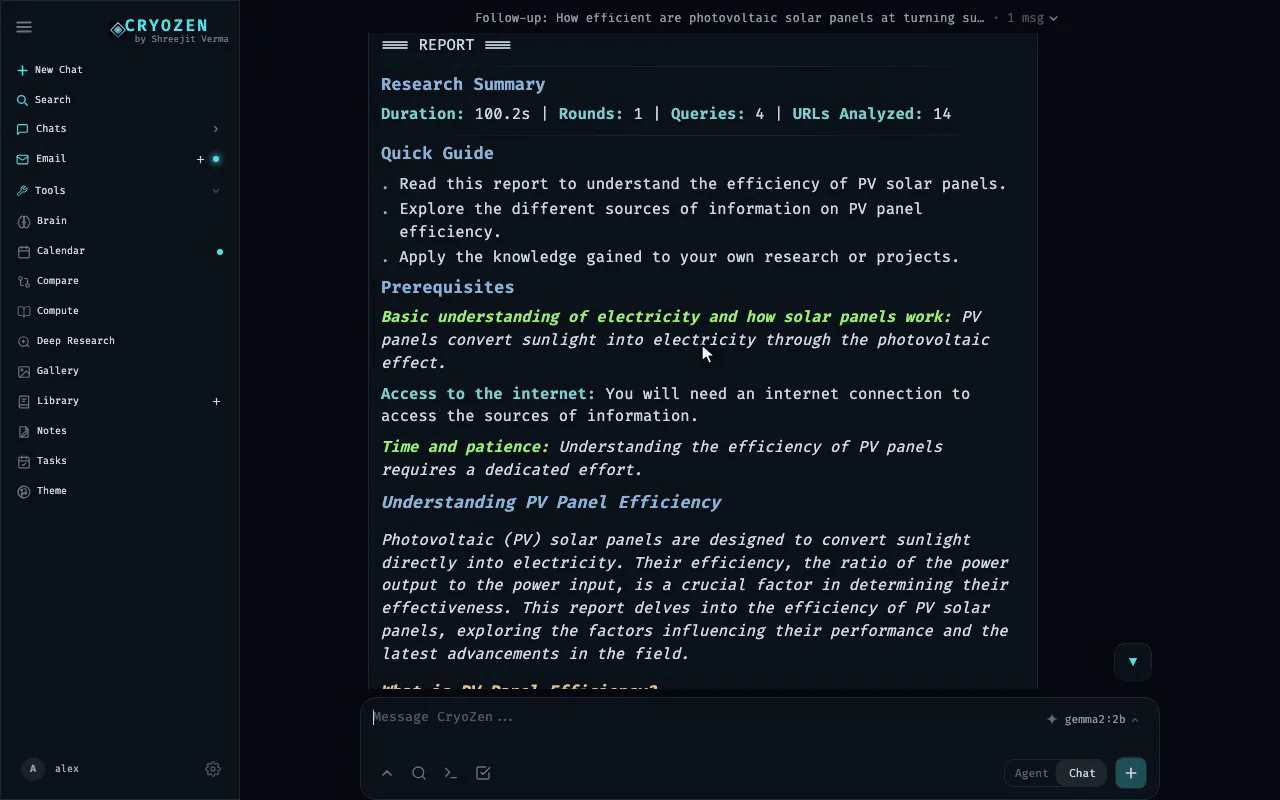 CRYOZEN
by Shreejit Verma
New Chat
Search
Chats
Email
Tools
Brain
Calendar
Compare
Compute
Deep Research
Gallery
Library
Notes
Tasks
Theme
A alex
Follow-up: How efficient are photovoltaic solar panels at turning su… · 1 msg
═══ REPORT ═══
Research Summary
Duration: 100.2s | Rounds: 1 | Queries: 4 | URLs Analyzed: 14
Quick Guide
. Read this report to understand the efficiency of PV solar panels.
. Explore the different sources of information on PV panel
efficiency.
. Apply the knowledge gained to your own research or projects.
Prerequisites
Basic understanding of electricity and how solar panels work: PV
panels convert sunlight into electricity through the photovoltaic
effect.
Access to the internet: You will need an internet connection to
access the sources of information.
Time and patience: Understanding the efficiency of PV panels
requires a dedicated effort.
Understanding PV Panel Efficiency
Photovoltaic (PV) solar panels are designed to convert sunlight
directly into electricity. Their efficiency, the ratio of the power
output to the power input, is a crucial factor in determining their
effectiveness. This report delves into the efficiency of PV solar
panels, exploring the factors influencing their performance and the
latest advancements in the field.
What is PV Panel Efficiency?
Message CryoZen...
gemma2:2b
Agent Chat